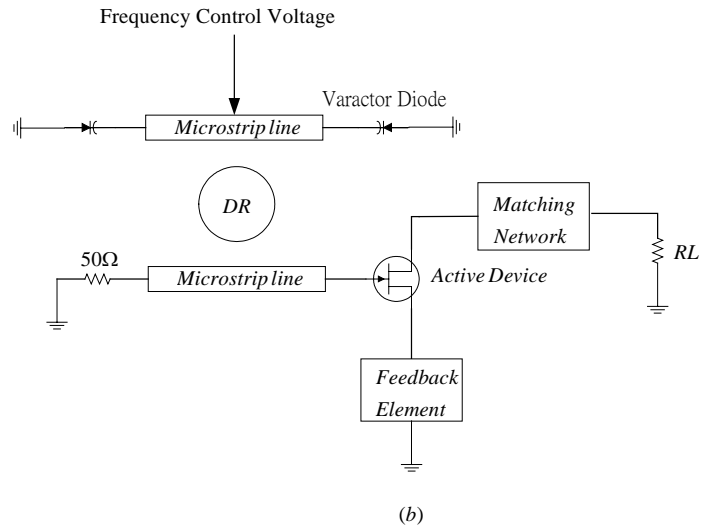 Frequency Control Voltage
Varactor Diode
Microstrip line
DR
Matching
Network
RL
50Ω
Microstrip line
Active Device
Feedback
Element
(b)